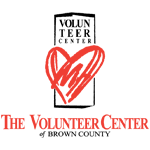 VOLUN
TEER
CENTER
THE VOLUNTEER CENTER
of BROWN COUNTY